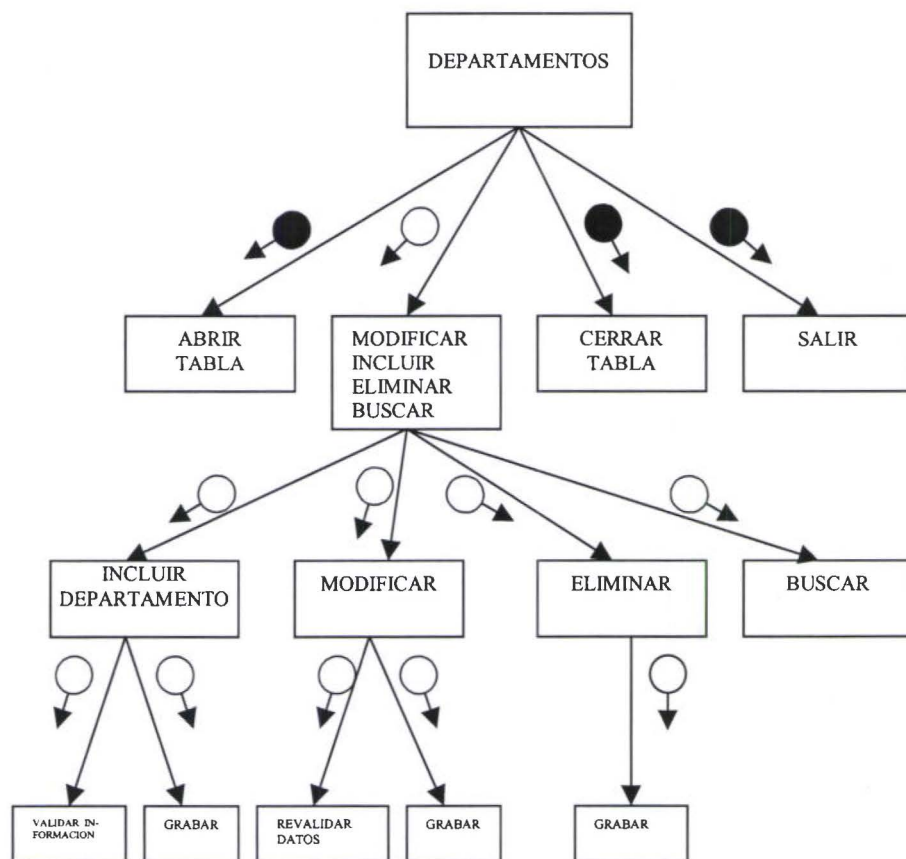 DEPARTAMENTOS
ABRIR
TABLA
MODIFICAR
INCLUIR
ELIMINAR
BUSCAR
CERRAR
TABLA
SALIR
INCLUIR
DEPARTAMENTO
MODIFICAR
ELIMINAR
BUSCAR
VALIDAR IN-
FORMACION
GRABAR
REVALIDAR
DATOS
GRABAR
GRABAR